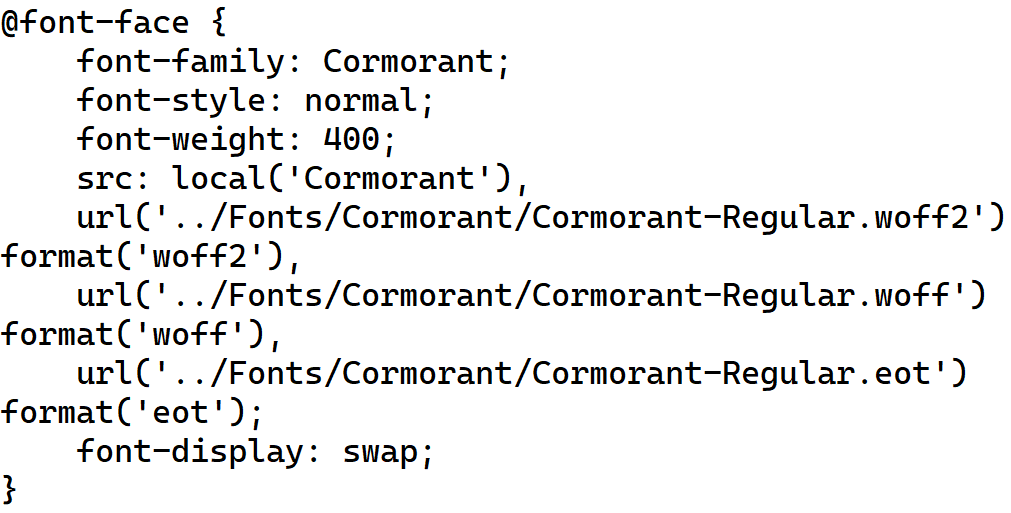 @font-face {
    font-family: Cormorant;
    font-style: normal;
    font-weight: 400;
    src: local('Cormorant'),
    url('../Fonts/Cormorant/Cormorant-Regular.woff2')
format('woff2'),
    url('../Fonts/Cormorant/Cormorant-Regular.woff')
format('woff'),
    url('../Fonts/Cormorant/Cormorant-Regular.eot')
format('eot');
    font-display: swap;
}